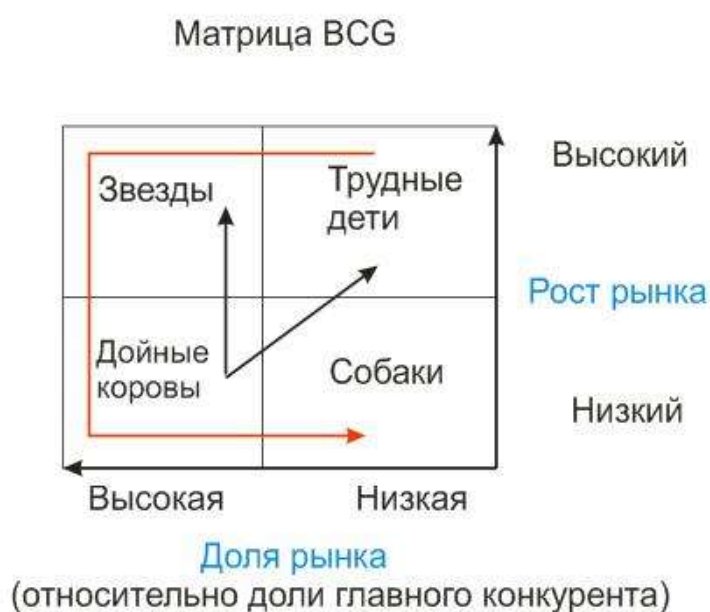 Матрица BCG
Высокий
Звезды
Трудные
дети
Рост рынка
Дойные
коровы
Собаки
Низкий
Высокая
Низкая
Доля рынка
(относительно доли главного конкурента)